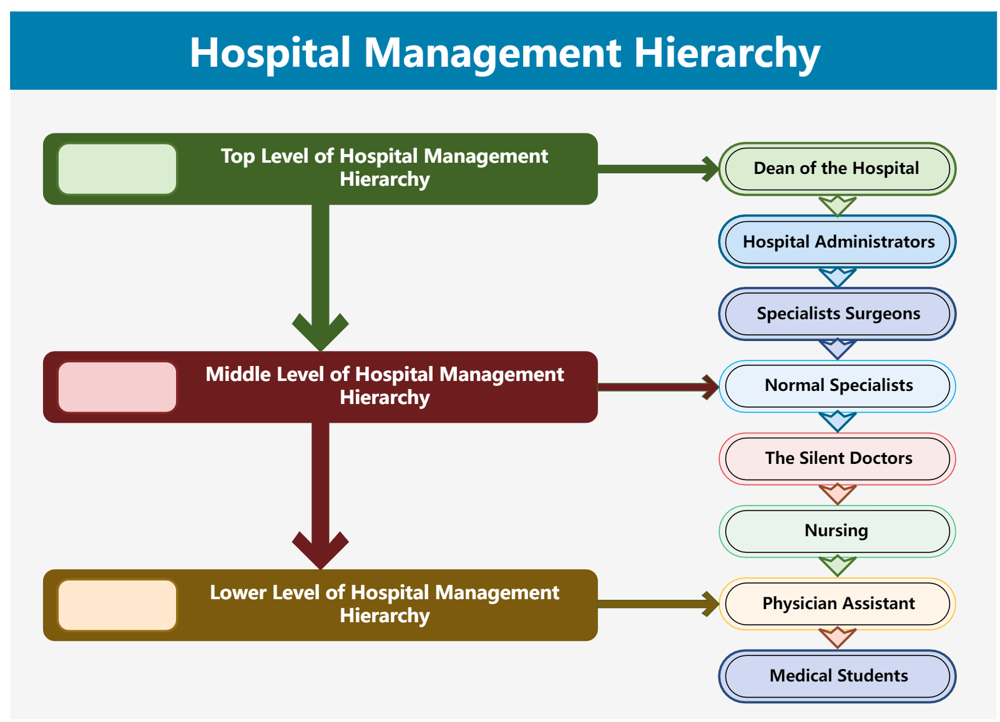 Hospital Management Hierarchy
Top Level of Hospital Management
Hierarchy
Dean of the Hospital
Hospital Administrators
Specialists Surgeons
Middle Level of Hospital Management
Hierarchy
Normal Specialists
The Silent Doctors
Nursing
Lower Level of Hospital Management
Hierarchy
Physician Assistant
Medical Students